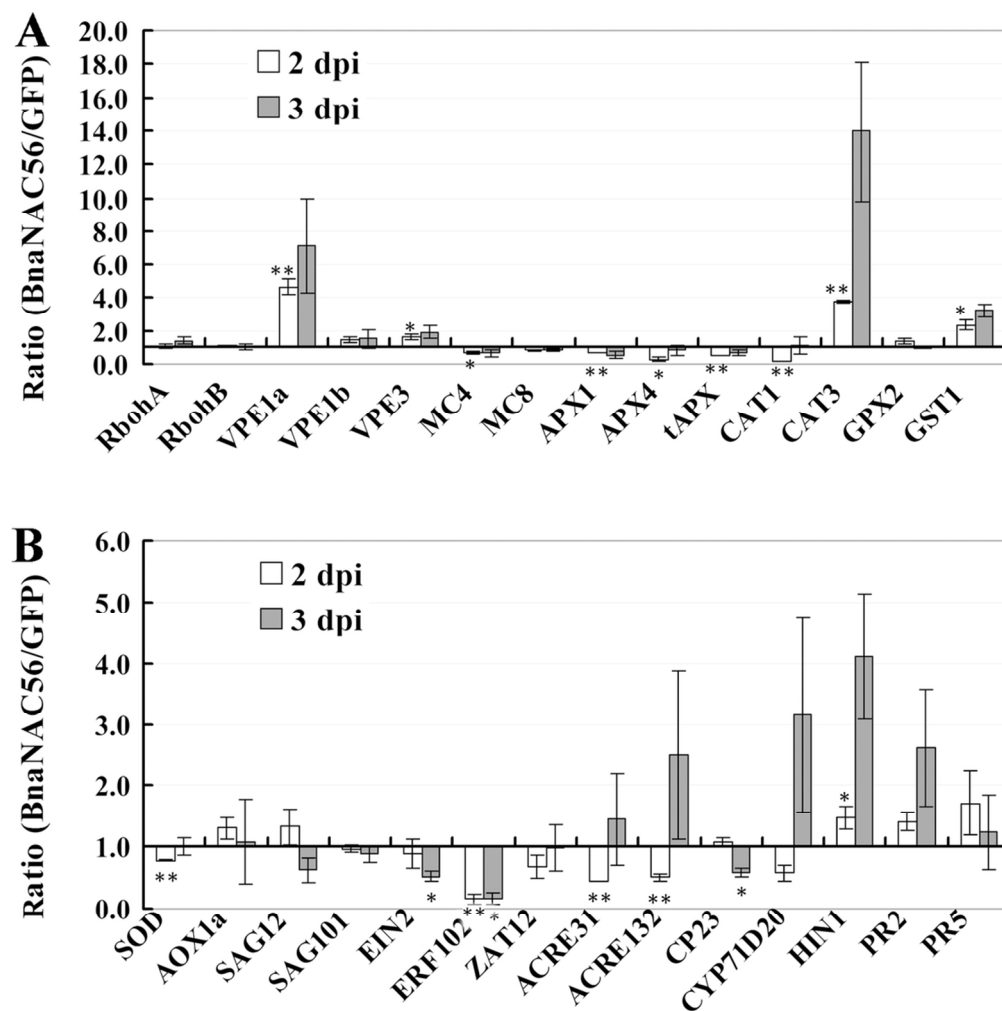 A
Ratio (BnaNAC56/GFP)
20.0
18.0
16.0
14.0
12.0
10.0
8.0
6.0
4.0
2.0
0.0
2 dpi
3 dpi
**
*
*
**
*
**
**
**
*
RbohA
RbohB
VPE1a
VPE1b
VPE3
MC4
MC8
APX1
APX4
tAPX
CAT1
CAT3
GPX2
GST1
B
Ratio (BnaNAC56/GFP)
6.0
5.0
4.0
3.0
2.0
1.0
0.0
2 dpi
3 dpi
**
*
**
*
**
**
*
*
SOD
AOX1a
SAG12
SAG101
EIN2
ERF102
ZAT12
ACRE31
ACRE132
CP23
CYP71D20
HIN1
PR2
PR5